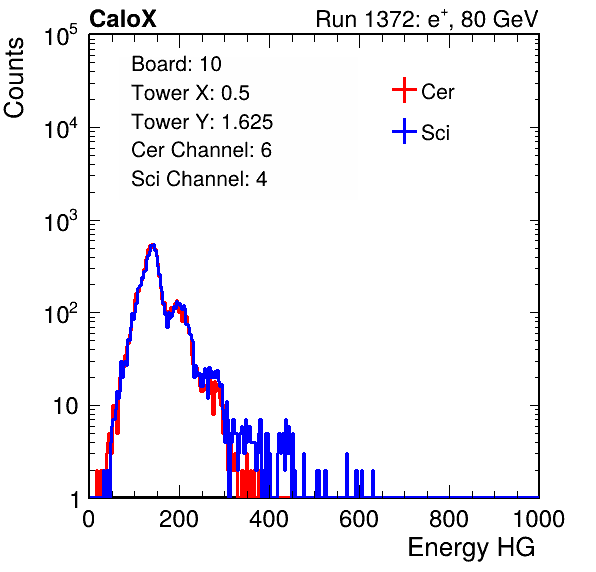 CaloX
Run 1372: e⁺, 80 GeV
Counts
10⁵
10⁴
10³
10²
10
1
Board: 10
Tower X: 0.5
Tower Y: 1.625
Cer Channel: 6
Sci Channel: 4
Cer
Sci
0 200 400 600 800 1000
Energy HG